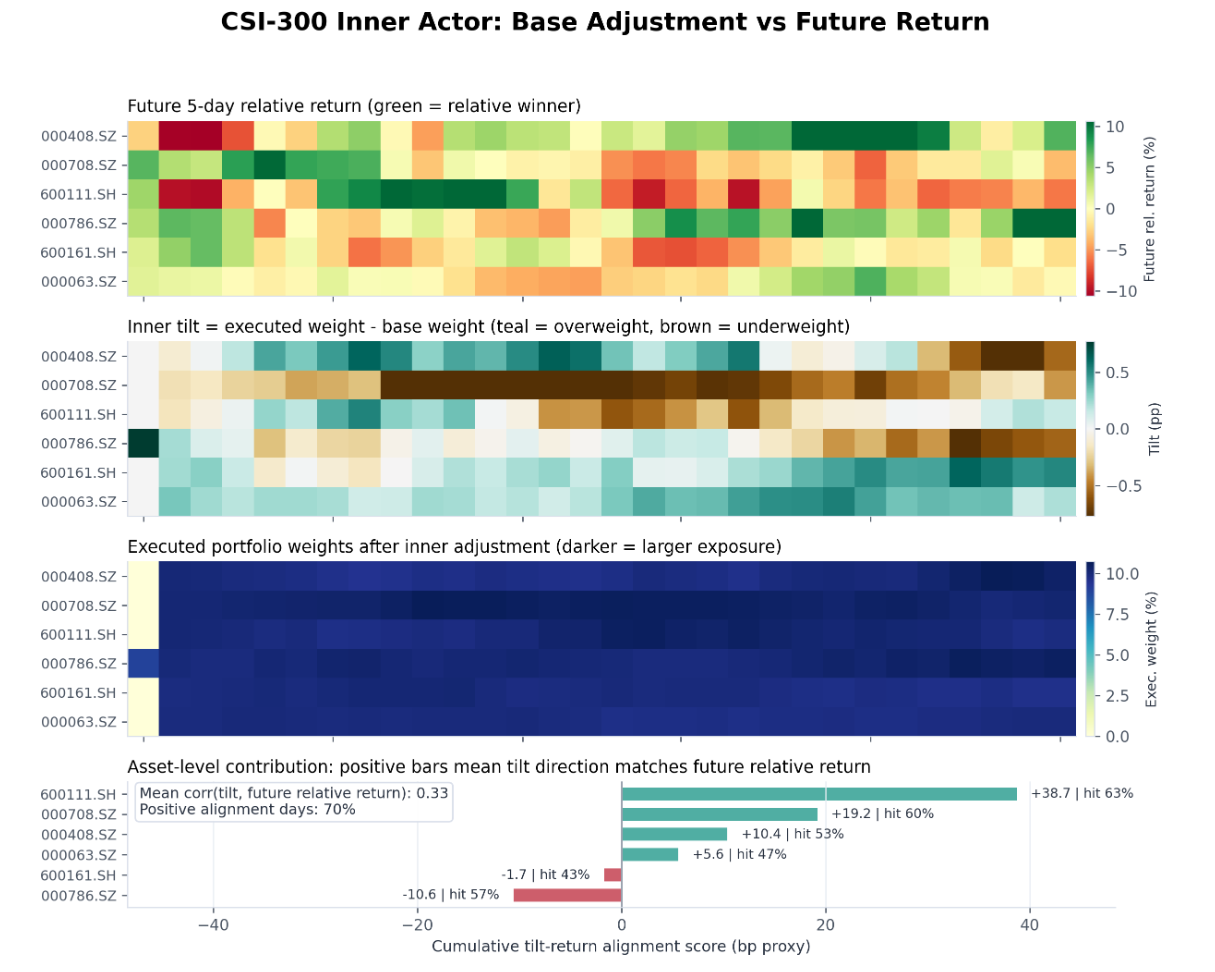 CSI-300 Inner Actor: Base Adjustment vs Future Return
Future 5-day relative return (green = relative winner)
000408.SZ
000708.SZ
600111.SH
000786.SZ
600161.SH
000063.SZ
10
5
0
−5
−10
Future rel. return (%)
Inner tilt = executed weight - base weight (teal = overweight, brown = underweight)
000408.SZ
000708.SZ
600111.SH
000786.SZ
600161.SH
000063.SZ
0.5
0.0
−0.5
Tilt (pp)
Executed portfolio weights after inner adjustment (darker = larger exposure)
000408.SZ
000708.SZ
600111.SH
000786.SZ
600161.SH
000063.SZ
10.0
7.5
5.0
2.5
0.0
Exec. weight (%)
Asset-level contribution: positive bars mean tilt direction matches future relative return
Mean corr(tilt, future relative return): 0.33
Positive alignment days: 70%
600111.SH +38.7 | hit 63%
000708.SZ +19.2 | hit 60%
000408.SZ +10.4 | hit 53%
000063.SZ +5.6 | hit 47%
600161.SH -1.7 | hit 43%
000786.SZ -10.6 | hit 57%
−40 −20 0 20 40
Cumulative tilt-return alignment score (bp proxy)